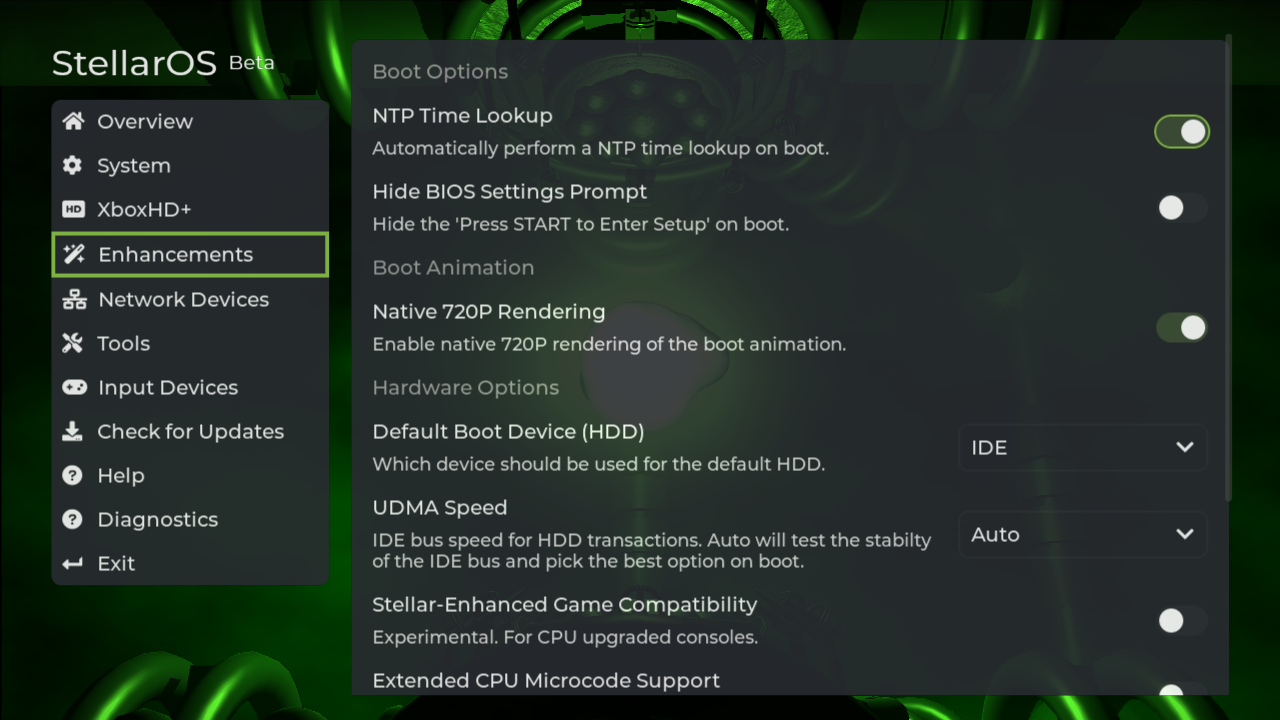 StellarOS Beta
Overview
System
HD XboxHD+
Enhancements
Network Devices
Tools
Input Devices
Check for Updates
Help
Diagnostics
Exit
Boot Options
NTP Time Lookup
Automatically perform a NTP time lookup on boot.
Hide BIOS Settings Prompt
Hide the 'Press START to Enter Setup' on boot.
Boot Animation
Native 720P Rendering
Enable native 720P rendering of the boot animation.
Hardware Options
Default Boot Device (HDD)
Which device should be used for the default HDD.
IDE
UDMA Speed
IDE bus speed for HDD transactions. Auto will test the stabilty
of the IDE bus and pick the best option on boot.
Auto
Stellar-Enhanced Game Compatibility
Experimental. For CPU upgraded consoles.
Extended CPU Microcode Support